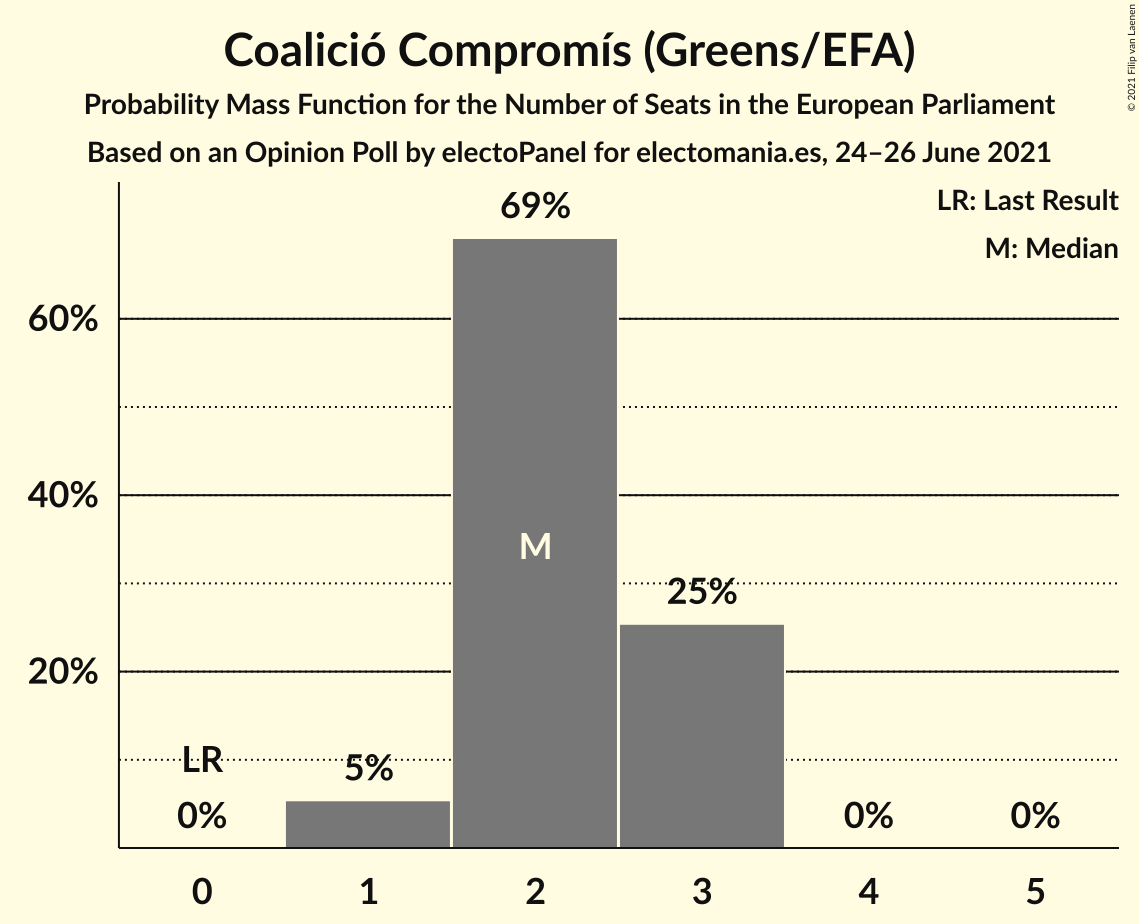 Coalició Compromís (Greens/EFA)
Probability Mass Function for the Number of Seats in the European Parliament
Based on an Opinion Poll by electoPanel for electomania.es, 24–26 June 2021
© 2021 Filip van Laenen
LR: Last Result
M: Median
69%
60%
40%
M
25%
20%
LR
5%
0%
0%
0%
0 1 2 3 4 5